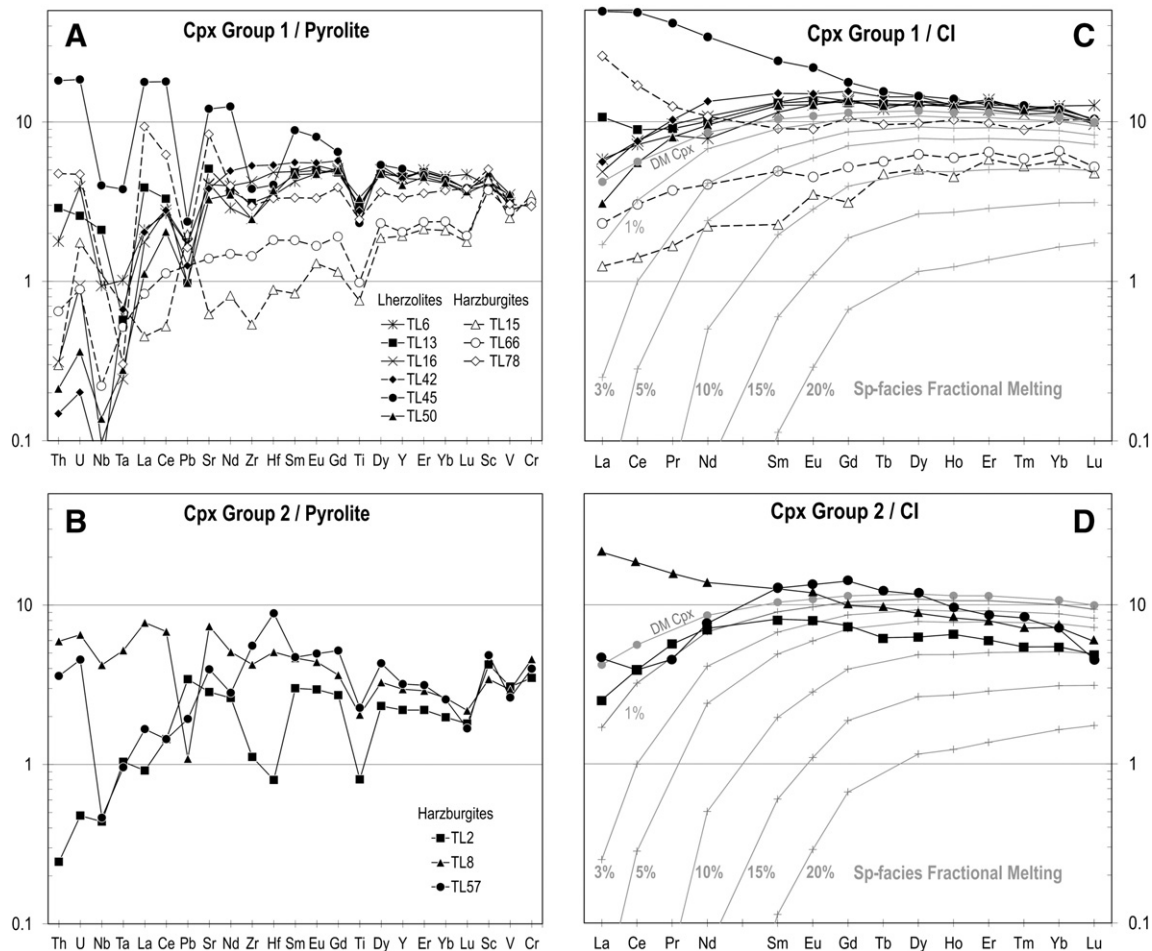 A
Cpx Group 1 / Pyrolite
10
1
0.1
Lherzolites
Harzburgites
TL6
TL15
TL13
TL66
TL16
TL78
TL42
TL45
TL50
Th U Nb Ta La Ce Pb Sr Nd Zr Hf Sm Eu Gd Ti Dy Y Er Yb Lu Sc V Cr
Cpx Group 1 / CI
C
10
1
0.1
DM Cpx
1%
3%
5%
10%
15%
20%
Sp-facies Fractional Melting
La Ce Pr Nd Sm Eu Gd Tb Dy Ho Er Tm Yb Lu
B
Cpx Group 2 / Pyrolite
10
1
0.1
Harzburgites
TL2
TL8
TL57
Th U Nb Ta La Ce Pb Sr Nd Zr Hf Sm Eu Gd Ti Dy Y Er Yb Lu Sc V Cr
Cpx Group 2 / CI
D
10
1
0.1
DM Cpx
1%
3%
5%
10%
15%
20%
Sp-facies Fractional Melting
La Ce Pr Nd Sm Eu Gd Tb Dy Ho Er Tm Yb Lu